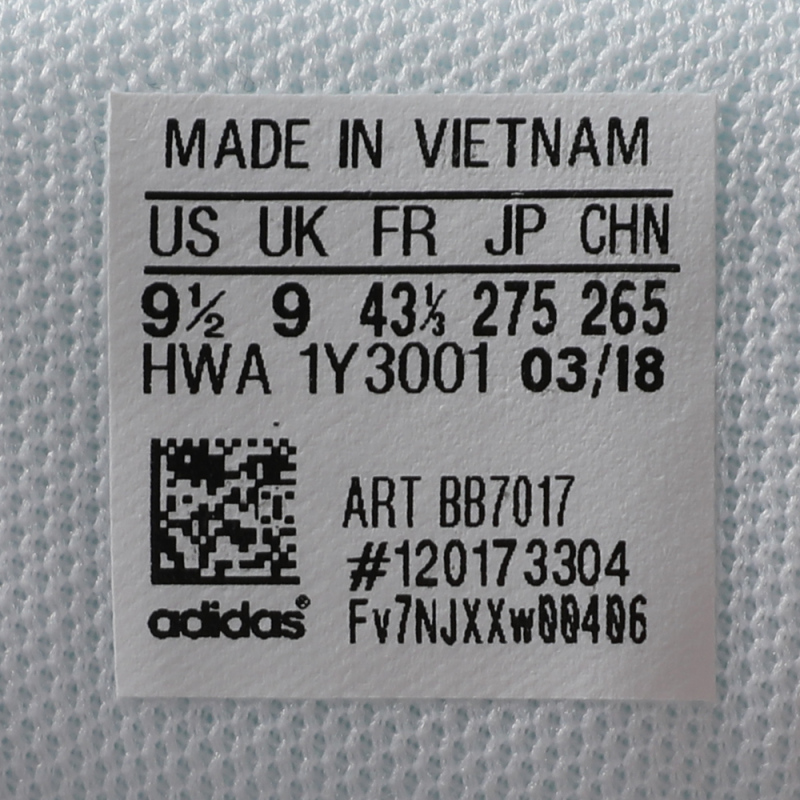 MADE IN VIETNAM
US UK FR JP CHN
9½ 9 43⅓ 275 265
HWA 1Y3001 03/18
ART BB7017
#120173304
adidas®
Fv7NJXXw00406